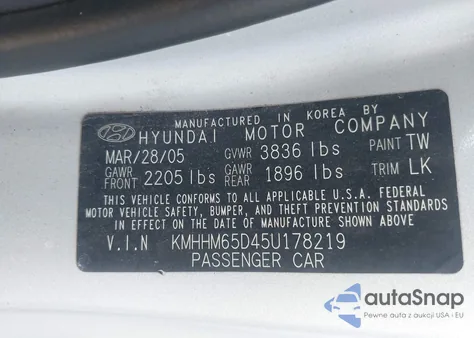 MANUFACTURED IN KOREA BY
HYUNDAI MOTOR COMPANY
MAR/28/05 GVWR 3836 lbs PAINT TW
GAWR FRONT 2205 lbs GAWR REAR 1896 lbs TRIM LK
THIS VEHICLE CONFORMS TO ALL APPLICABLE U.S.A. FEDERAL
MOTOR VEHICLE SAFETY, BUMPER, AND THEFT PREVENTION STANDARDS
IN EFFECT ON THE DATE OF MANUFACTURE SHOWN ABOVE.
V.I.N KMHHM65D45U178219
PASSENGER CAR
autoSnap
Pewne auta z aukcji USA i EU